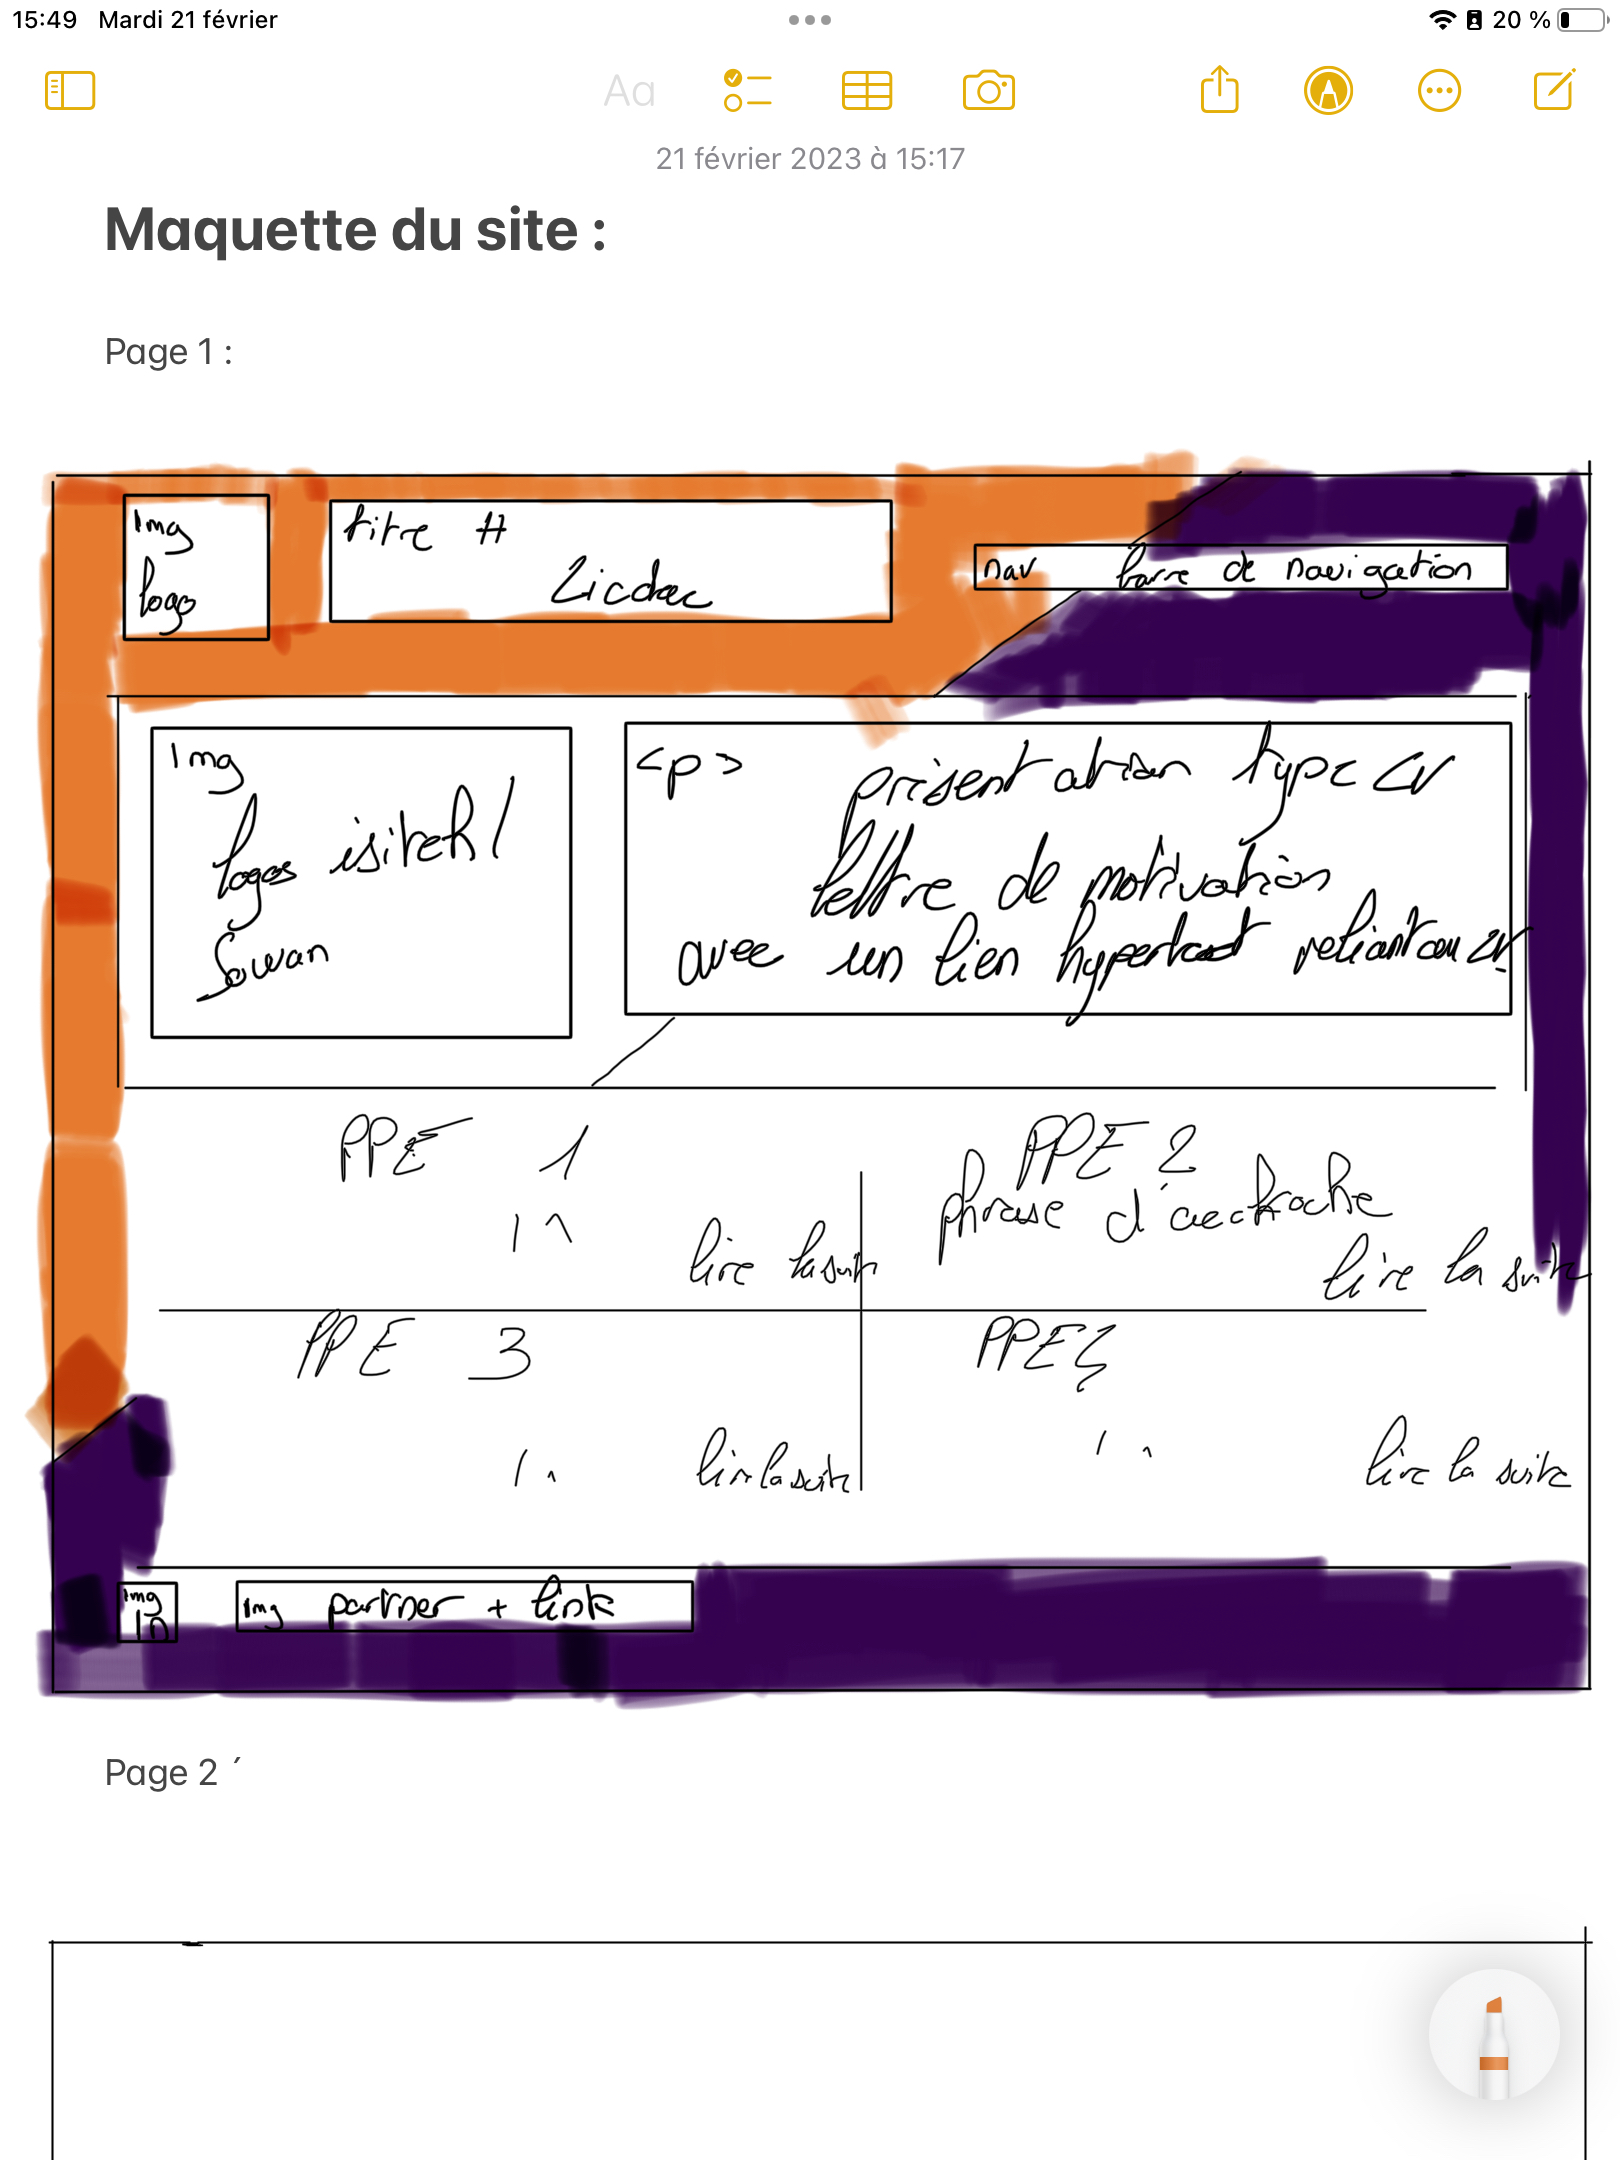 15:49 Mardi 21 février
20 %
Aa
21 février 2023 à 15:17
Maquette du site :
Page 1 :
Img
logo
titre #
nav barre de navigation
Img
logos isitech /
Sowan
<p> présentation type CV
lettre de motivation
avec un lien hypertext reliant au CV
PPE 1
lire la suite
PPE 2
phrase d'accroche
lire la suite
PPE 3
lire la suite
PPE
lire la suite
img
in
img partner + link
Page 2 ´